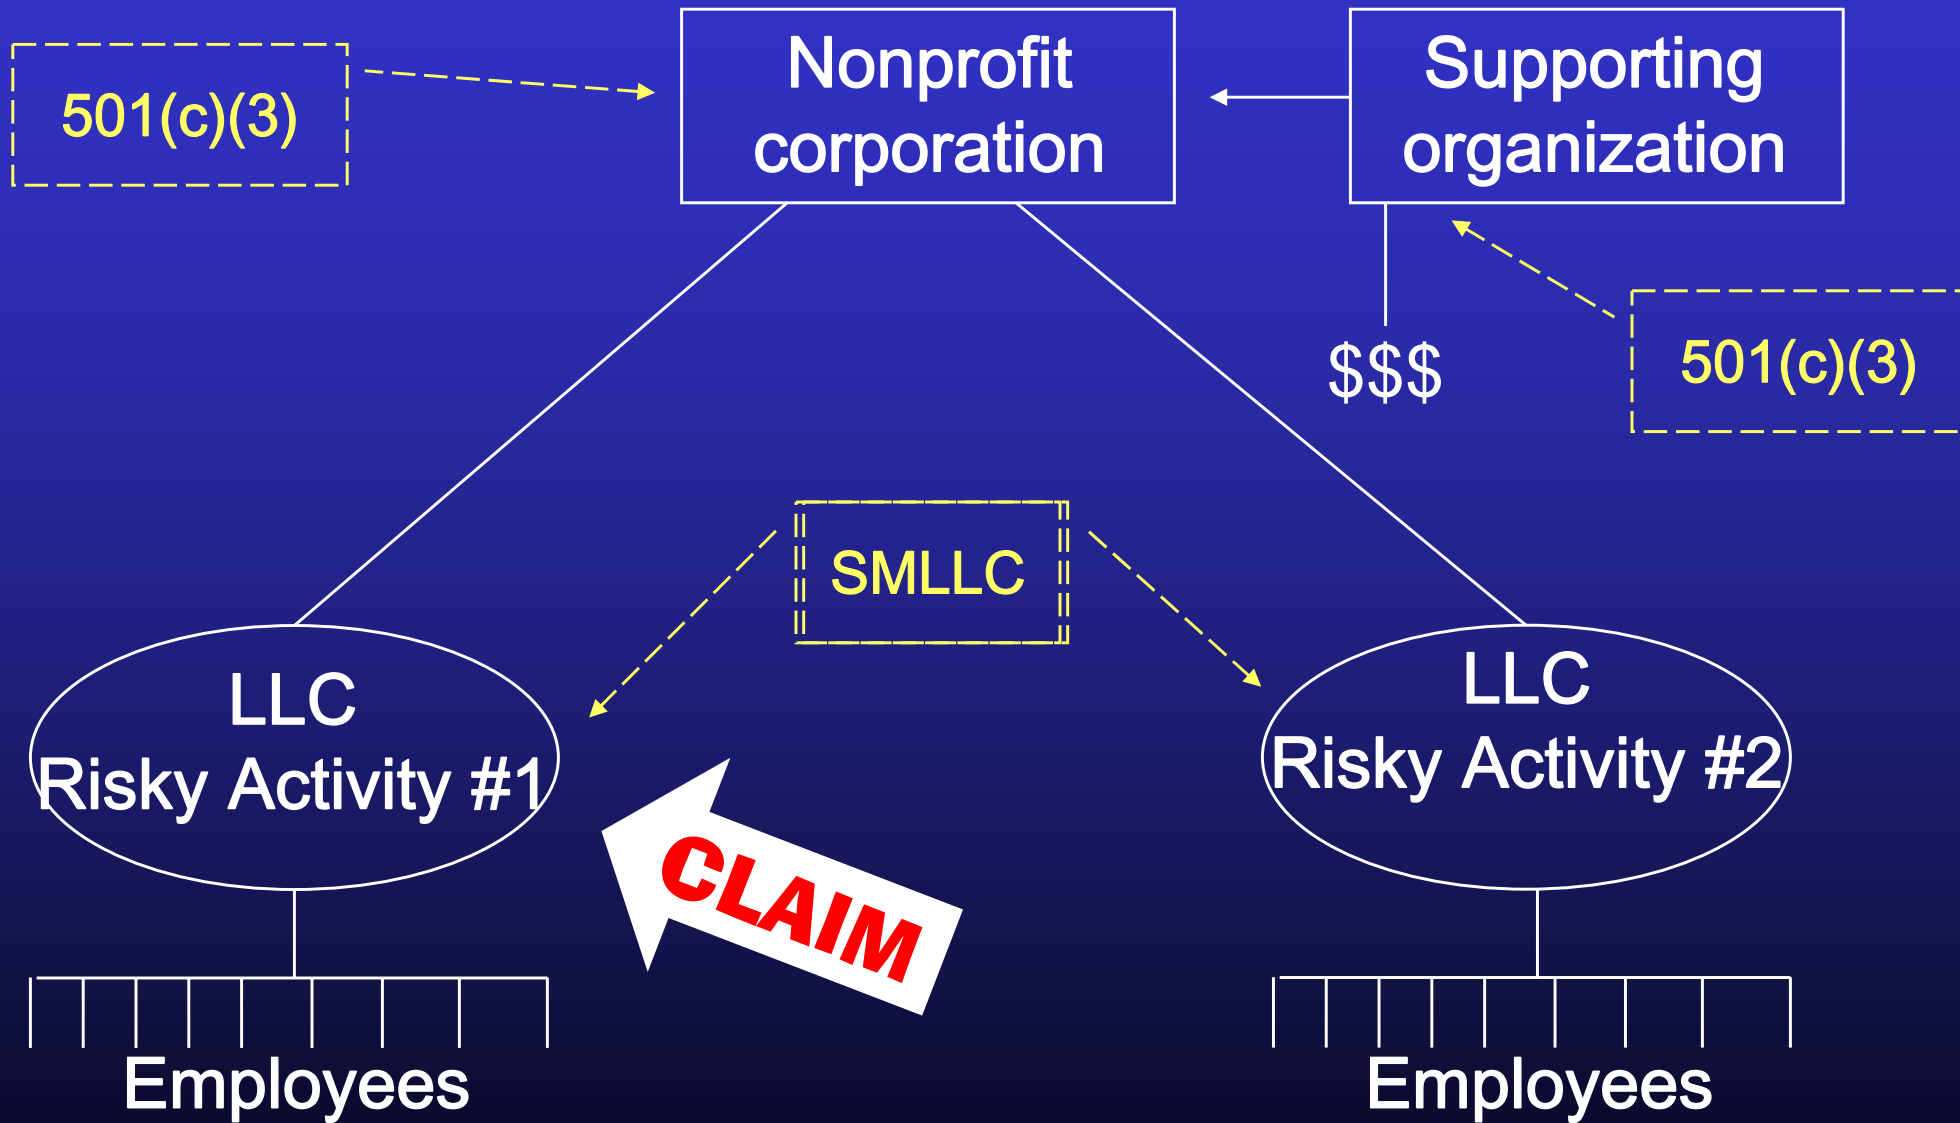 501(c)(3)
Nonprofit
corporation
Supporting
organization
$$$
501(c)(3)
SMLLC
LLC
Risky Activity #1
LLC
Risky Activity #2
CLAIM
Employees
Employees